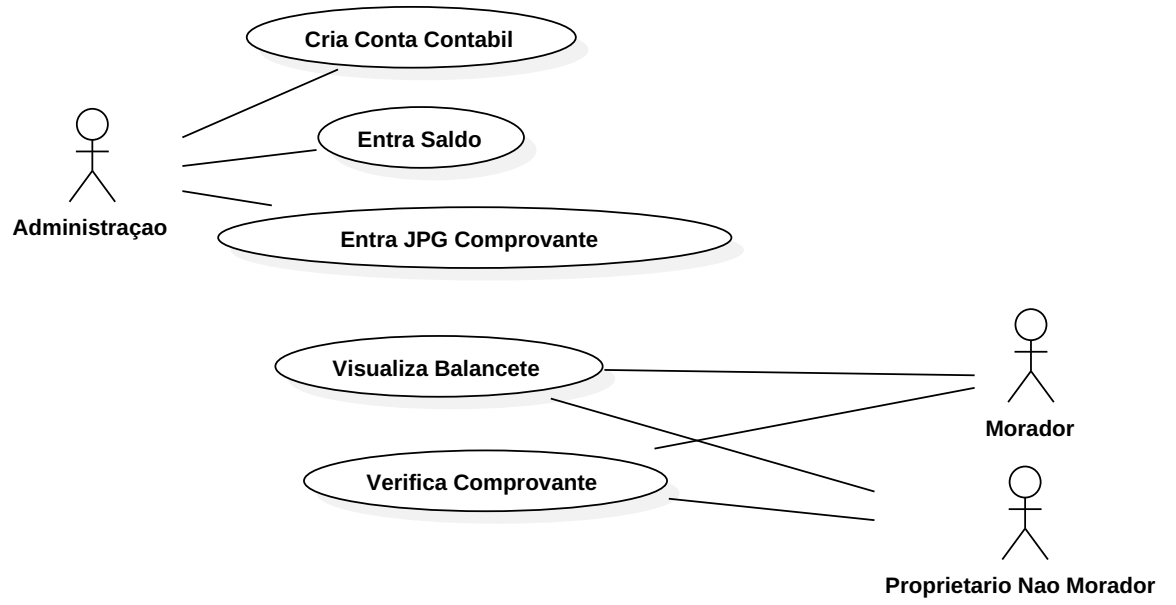 Cria Conta Contabil
Entra Saldo
Administraçao
Entra JPG Comprovante
Visualiza Balancete
Morador
Verifica Comprovante
Proprietario Nao Morador